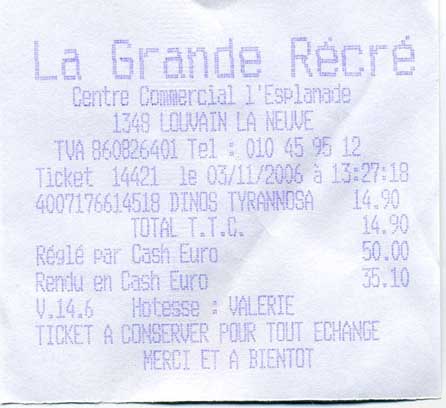 La Grande Récré
Centre Commercial l'Esplanade
1348 LOUVAIN LA NEUVE
TVA 860826401 Tel : 010 45 95 12
Ticket 14421 le 03/11/2006 à 13:27:18
4007176614518 DINOS TYRANNOSA 14.90
TOTAL T.T.C. 14.90
Réglé par Cash Euro 50.00
Rendu en Cash Euro 35.10
V.14.6 Hotesse : VALERIE
TICKET A CONSERVER POUR TOUT ECHANGE
MERCI ET A BIENTOT